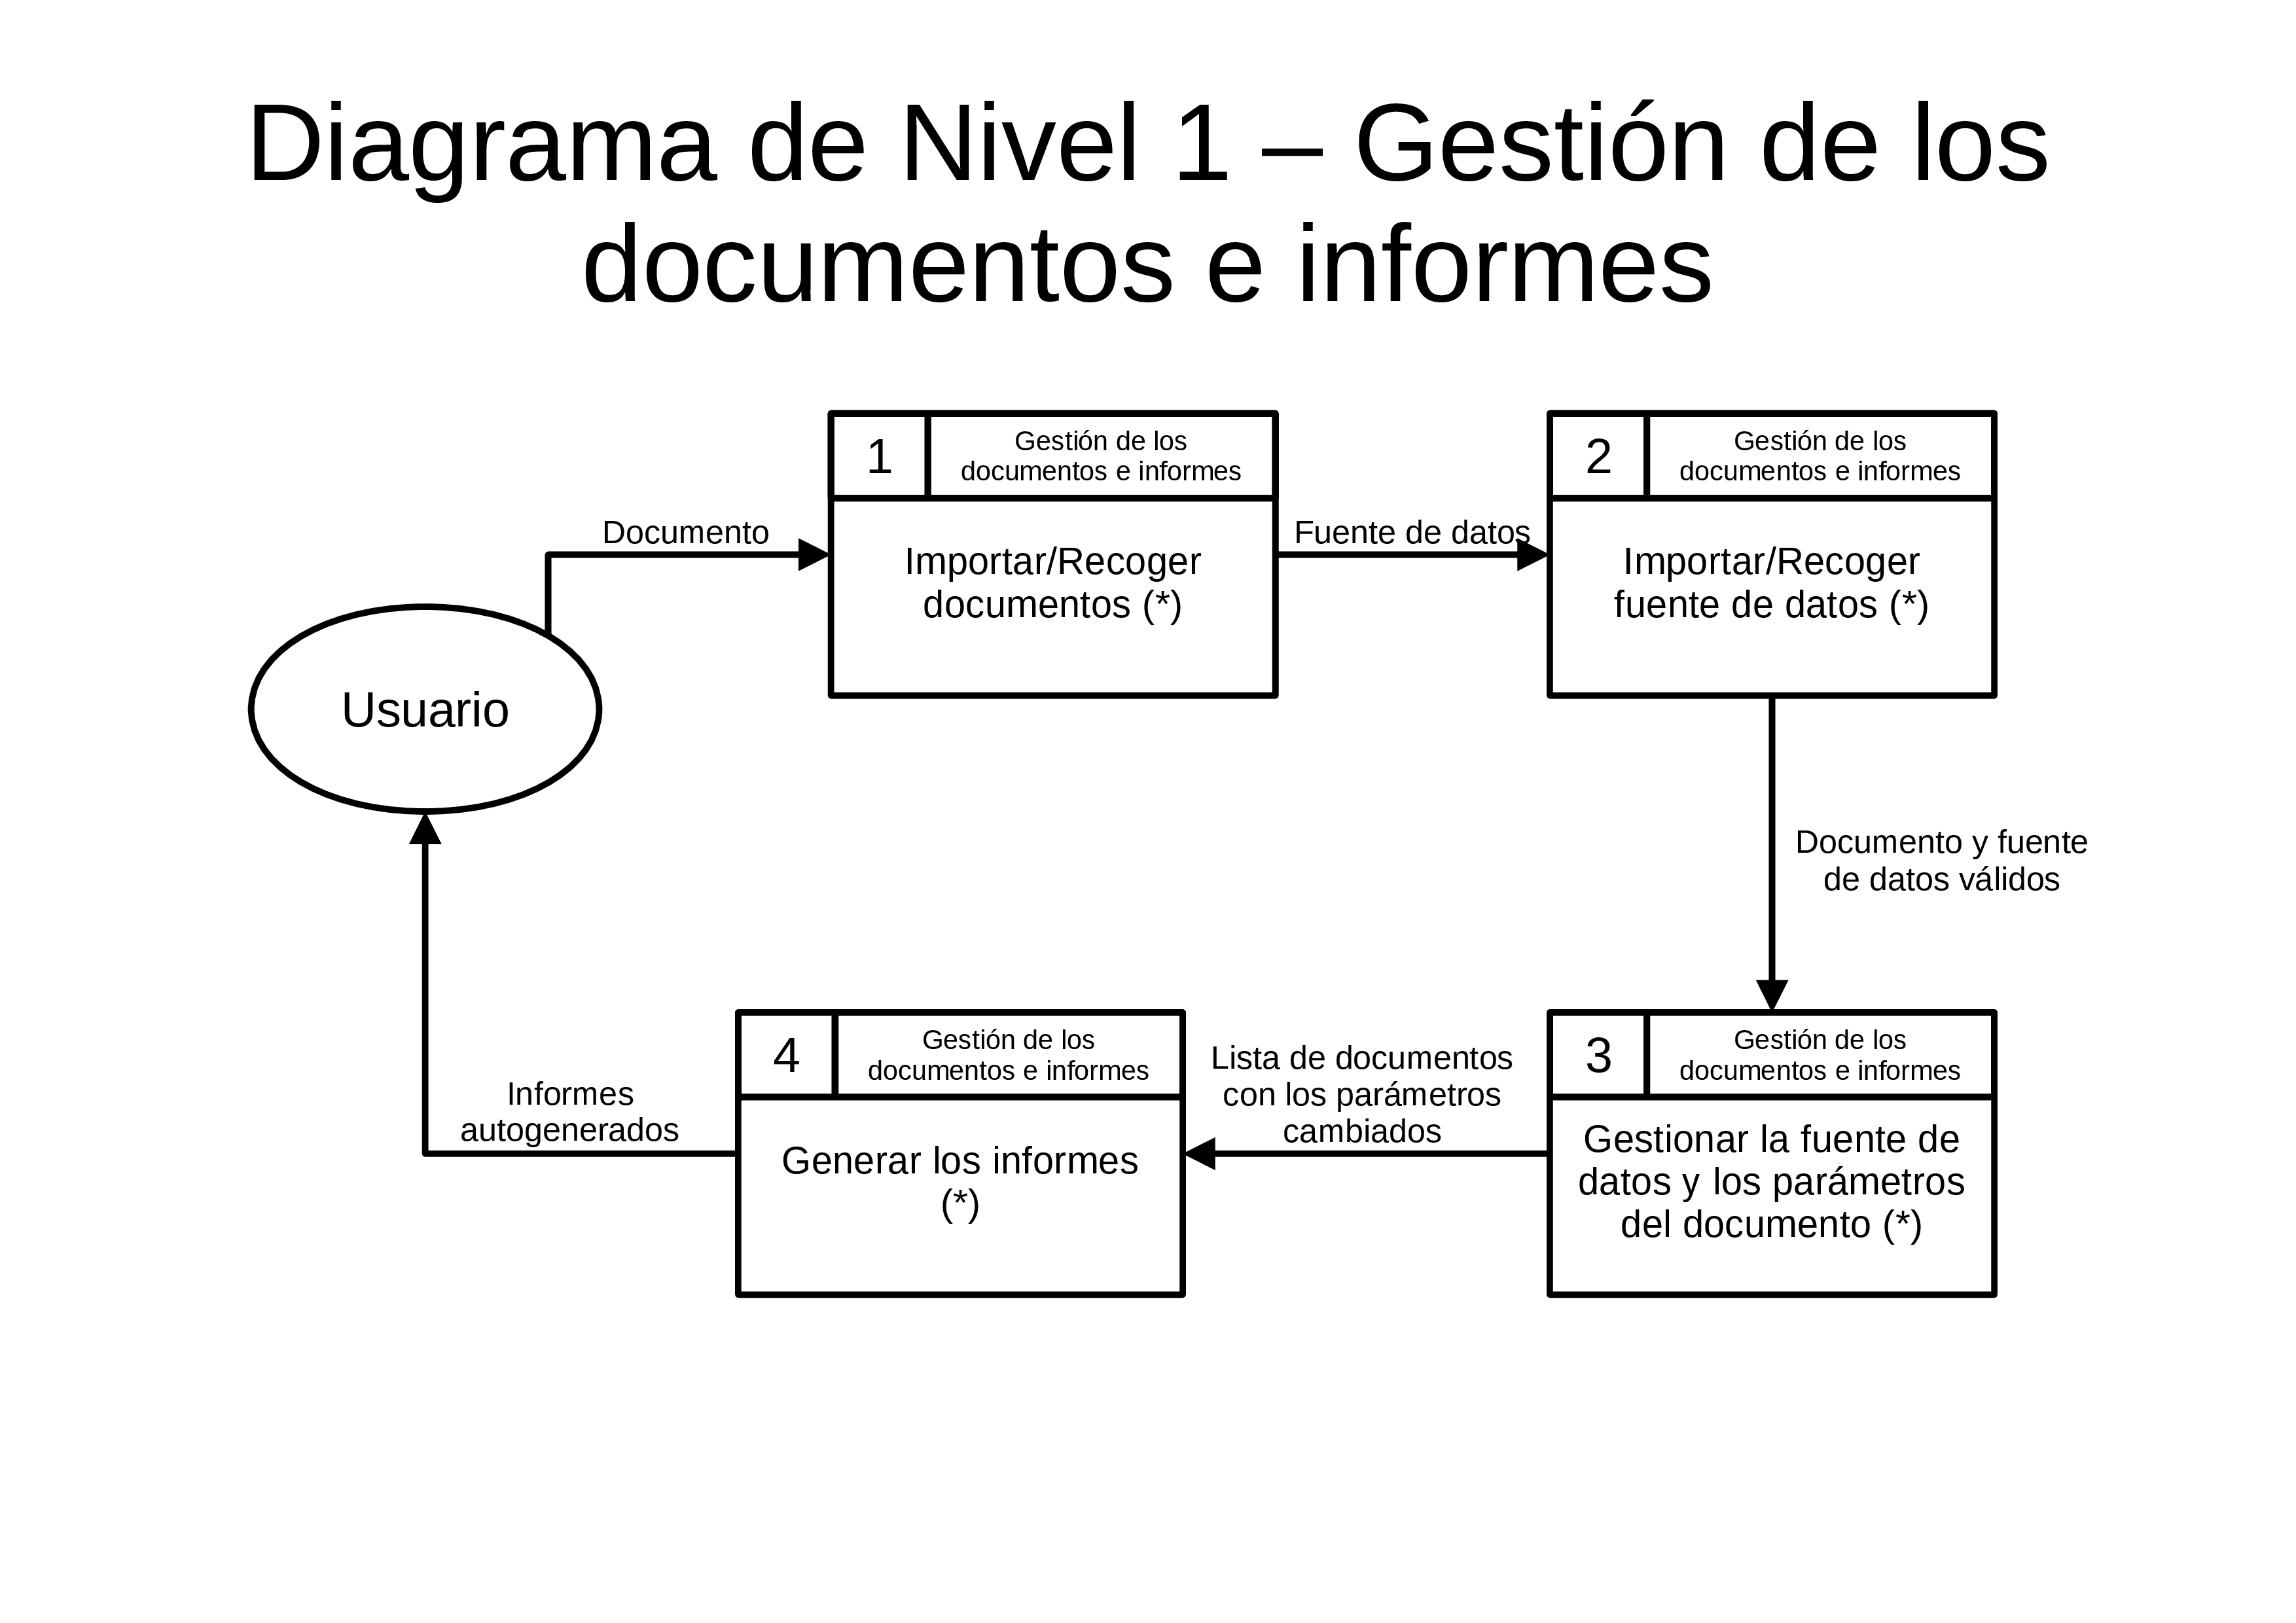 Diagrama de Nivel 1 – Gestión de los
documentos e informes
1
Gestión de los
documentos e informes
Importar/Recoger
documentos (*)
2
Gestión de los
documentos e informes
Importar/Recoger
fuente de datos (*)
Documento
Fuente de datos
Usuario
Documento y fuente
de datos válidos
4
Gestión de los
documentos e informes
Generar los informes
(*)
Lista de documentos
con los parámetros
cambiados
3
Gestión de los
documentos e informes
Gestionar la fuente de
datos y los parámetros
del documento (*)
Informes
autogenerados